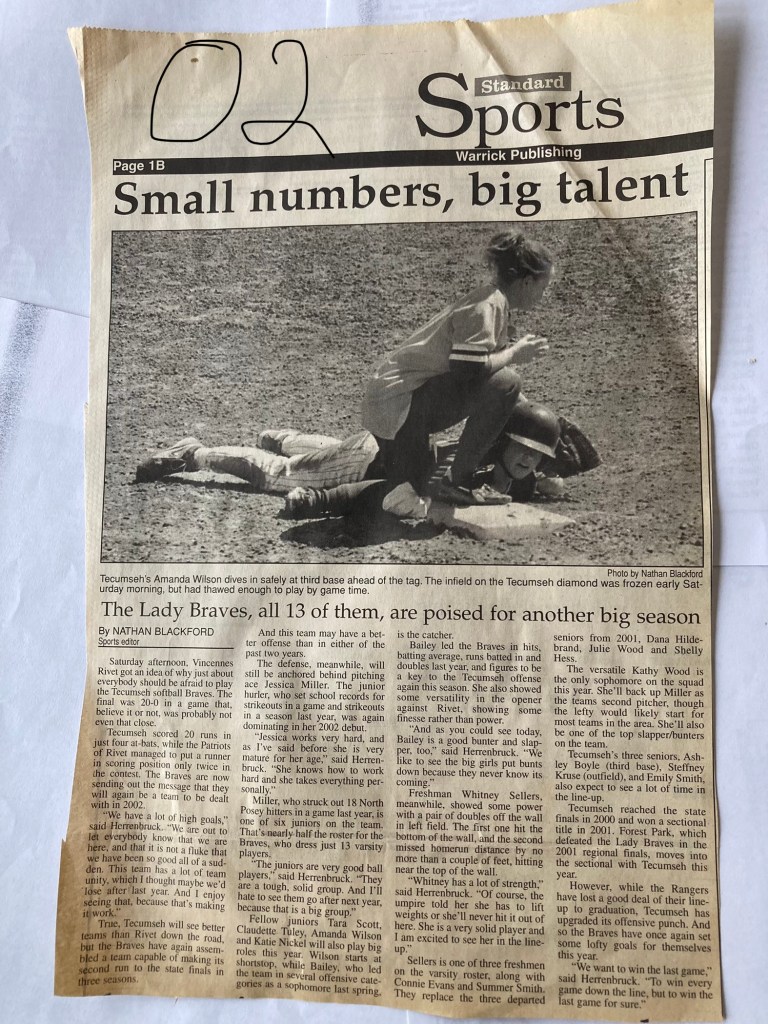 02
Standard
Sports
Page 1B
Warrick Publishing
Small numbers, big talent
Photo by Nathan Blackford
Tecumseh's Amanda Wilson dives in safely at third base ahead of the tag. The infield on the Tecumseh diamond was frozen early Sat-
urday morning, but had thawed enough to play by game time.
The Lady Braves, all 13 of them, are poised for another big season
By NATHAN BLACKFORD
Sports editor
Saturday afternoon, Vincennes
Rivet got an idea of why just about
everybody should be afraid to play
the Tecumseh softball Braves. The
final was 20-0 in a game that,
believe it or not, was probably not
even that close.
Tecumseh scored 20 runs in
just four at-bats, while the Patriots
of Rivet managed to put a runner
in scoring position only twice in
the contest. The Braves are now
sending out the message that they
will again be a team to be dealt
with in 2002.
"We have a lot of high goals,"
said Herrenbruck. "We are out to
let everybody know that we are
here, and that it is not a fluke that
we have been so good all of a sud-
den. This team has a lot of team
unity, which I thought maybe we'd
lose after last year. And I enjoy
seeing that, because that's making
it work."
True, Tecumseh will see better
teams than Rivet down the road,
but the Braves have again assem-
bled a team capable of making its
second run to the state finals in
three seasons.
And this team may have a bet-
ter offense than in either of the
past two years.
The defense, meanwhile, will
still be anchored behind pitching
ace Jessica Miller. The junior
hurler, who set school records for
strikeouts in a game and strikeouts
in a season last year, was again
dominating in her 2002 debut.
"Jessica works very hard, and
as I've said before she is very
mature for her age," said Herren-
bruck. "She knows how to work
hard and she takes everything per-
sonally."
Miller, who struck out 18 North
Posey hitters in a game last year, is
one of six juniors on the team.
That's nearly half the roster for the
Braves, who dress just 13 varsity
players.
"The juniors are very good ball
players," said Herrenbruck. "They
are a tough, solid group. And I'll
hate to see them go after next year,
because that is a big group."
Fellow juniors Tara Scott,
Claudette Tuley, Amanda Wilson
and Katie Nickel will also play big
roles this year. Wilson starts at
shortstop, while Bailey, who led
the team in several offensive cate-
gories as a sophomore last spring,
is the catcher.
Bailey led the Braves in hits,
batting average, runs batted in and
doubles last year, and figures to be
a key to the Tecumseh offense
again this season. She also showed
some versatility in the opener
against Rivet, showing some
finesse rather than power.
"And as you could see today,
Bailey is a good bunter and slap-
per, too," said Herrenbruck. "We
like to see the big girls put bunts
down because they never know its
coming."
Freshman Whitney Sellers,
meanwhile, showed some power
with a pair of doubles off the wall
in left field. The first one hit the
bottom of the wall, and the second
missed homerun distance by no
more than a couple of feet, hitting
near the top of the wall.
"Whitney has a lot of strength,"
said Herrenbruck. "Of course, the
umpire told her she has to lift
weights or she'll never hit it out of
here. She is a very solid player and
I am excited to see her in the line-
up."
Sellers is one of three freshmen
on the varsity roster, along with
Connie Evans and Summer Smith.
They replace the three departed
seniors from 2001, Dana Hilde-
brand, Julie Wood and Shelly
Hess.
The versatile Kathy Wood is
the only sophomore on the squad
this year. She'll back up Miller as
the teams second pitcher, though
the lefty would likely start for
most teams in the area. She'll also
be one of the top slapper/bunters
on the team.
Tecumseh's three seniors, Ash-
ley Boyle (third base), Steffney
Kruse (outfield), and Emily Smith,
also expect to see a lot of time in
the line-up.
Tecumseh reached the state
finals in 2000 and won a sectional
title in 2001. Forest Park, which
defeated the Lady Braves in the
2001 regional finals, moves into
the sectional with Tecumseh this
year.
However, while the Rangers
have lost a good deal of their line-
up to graduation, Tecumseh has
upgraded its offensive punch. And
so the Braves have once again set
some lofty goals for themselves
this year.
"We want to win the last game,"
said Herrenbruck. "To win every
game down the line, but to win the
last game for sure."